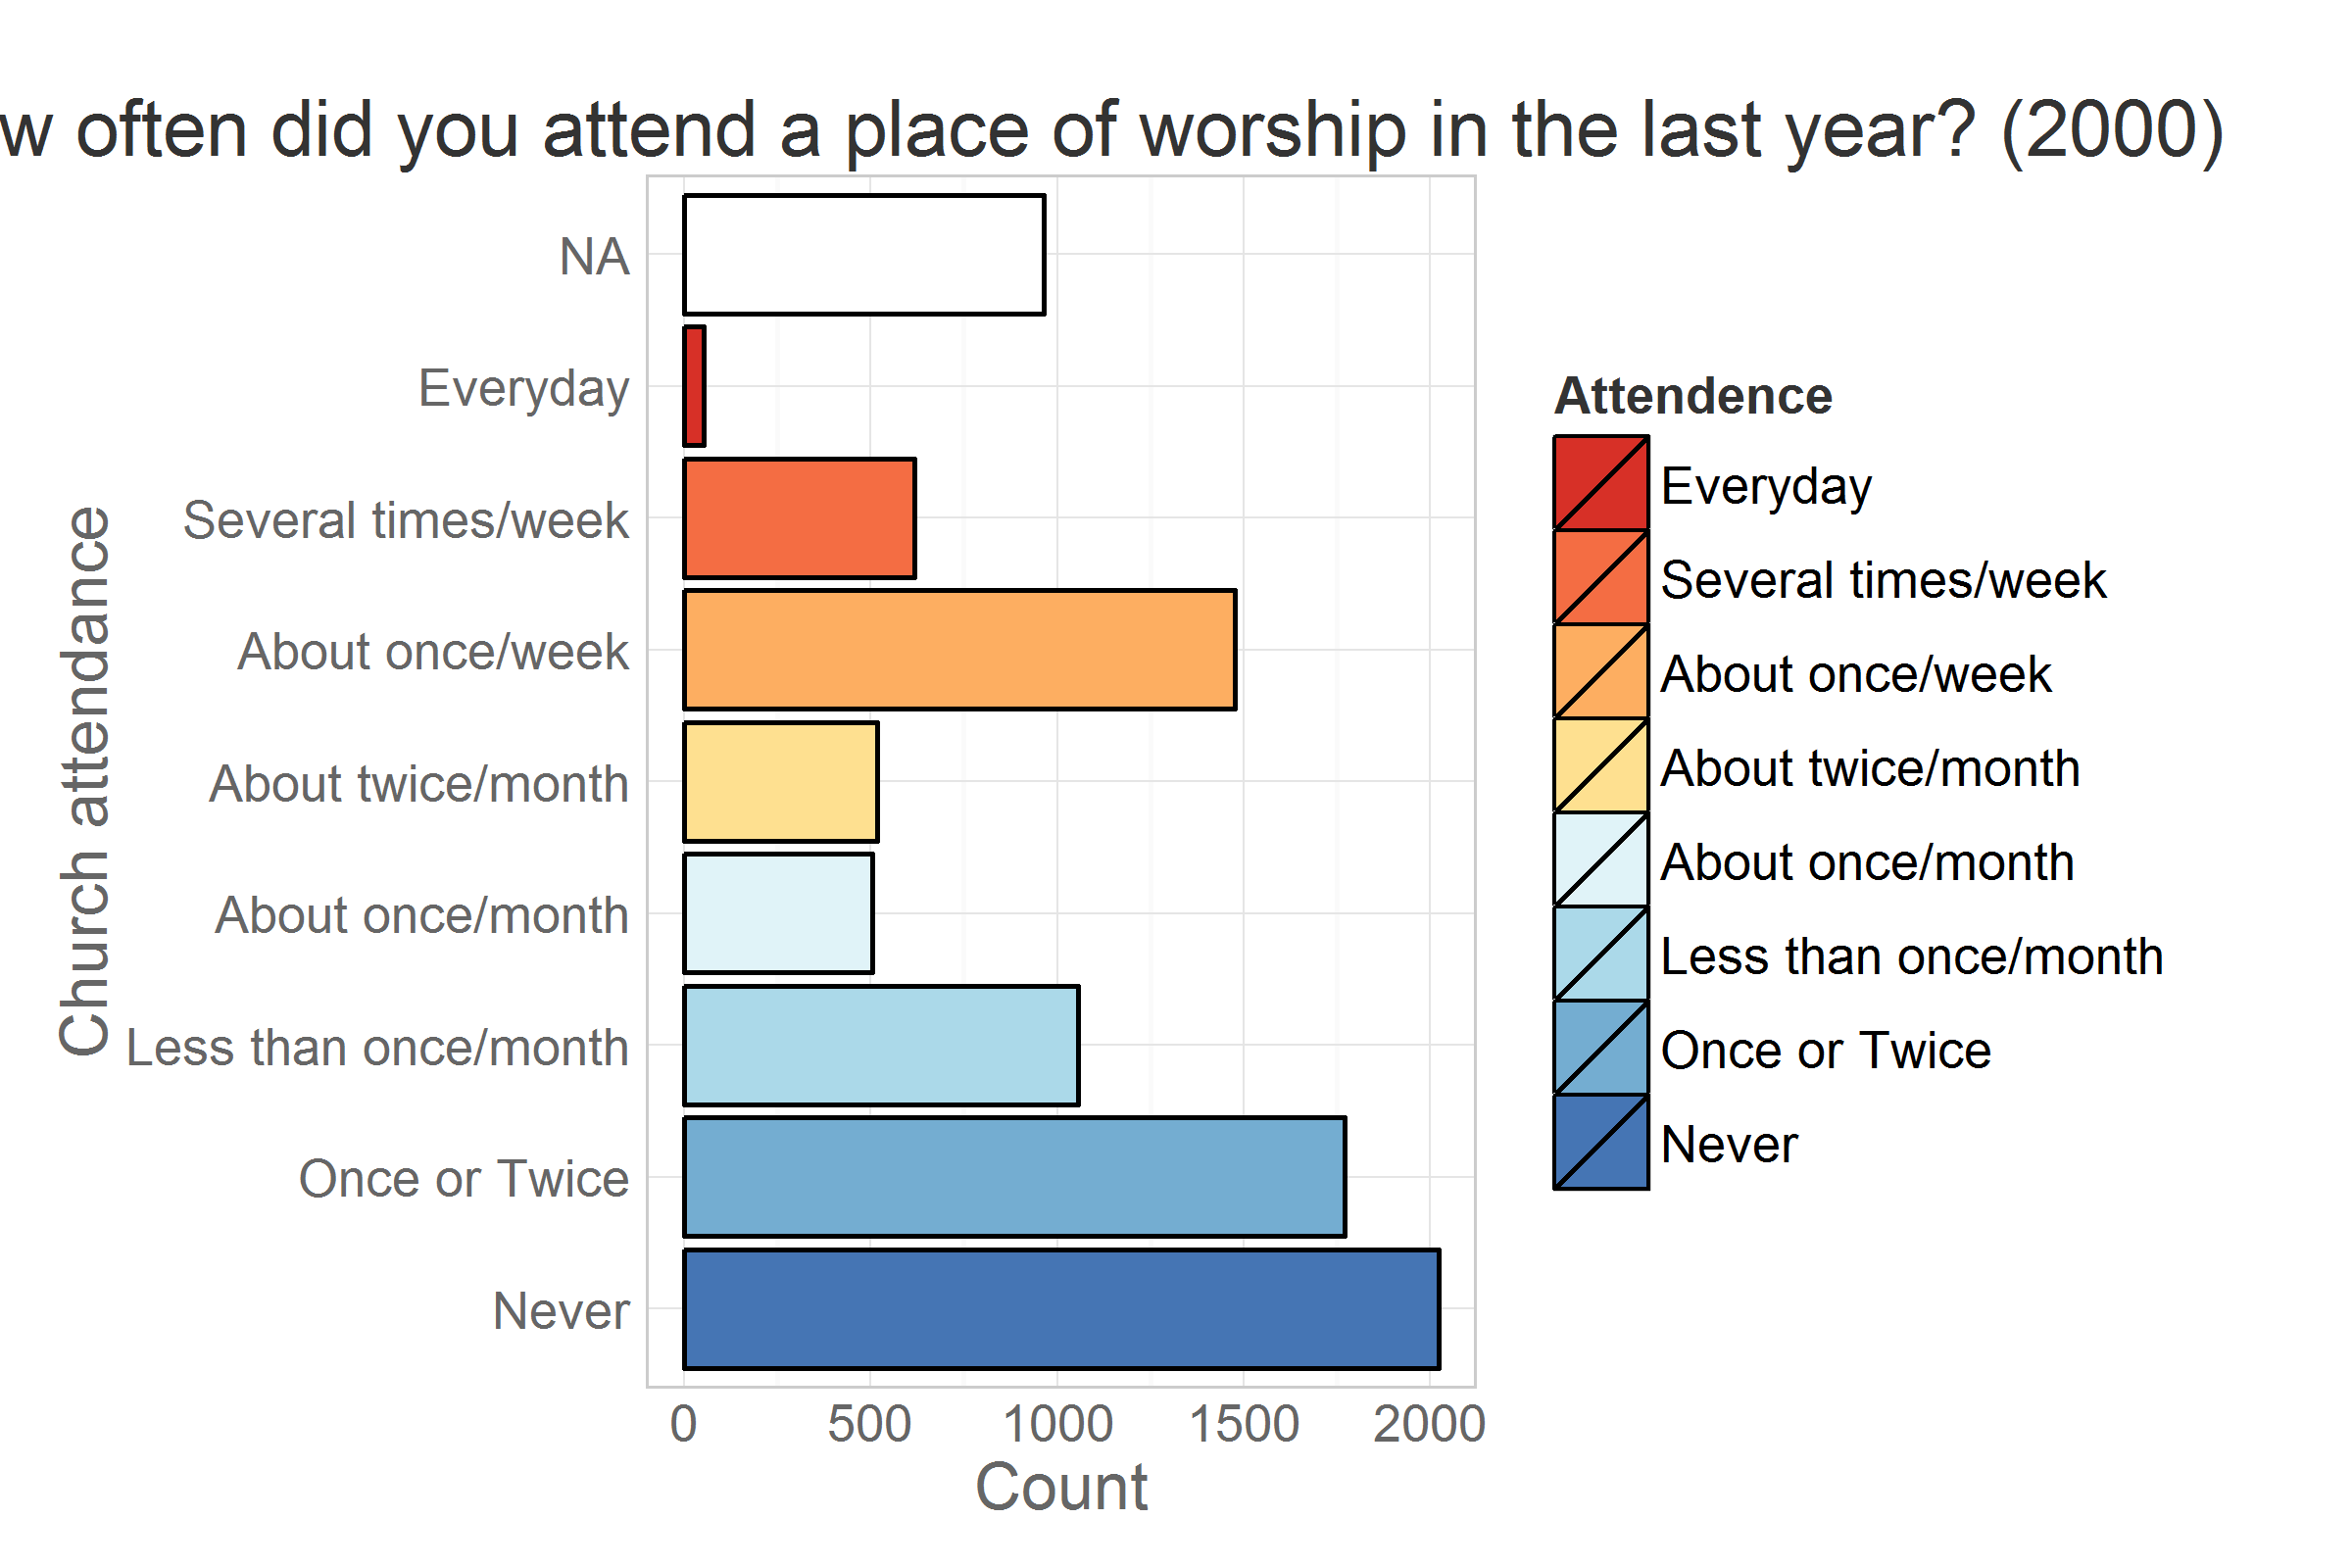 w often did you attend a place of worship in the last year? (2000)
NA
Everyday
Several times/week
About once/week
About twice/month
About once/month
Less than once/month
Once or Twice
Never
Church attendance
0 500 1000 1500 2000
Count
Attendence
Everyday
Several times/week
About once/week
About twice/month
About once/month
Less than once/month
Once or Twice
Never